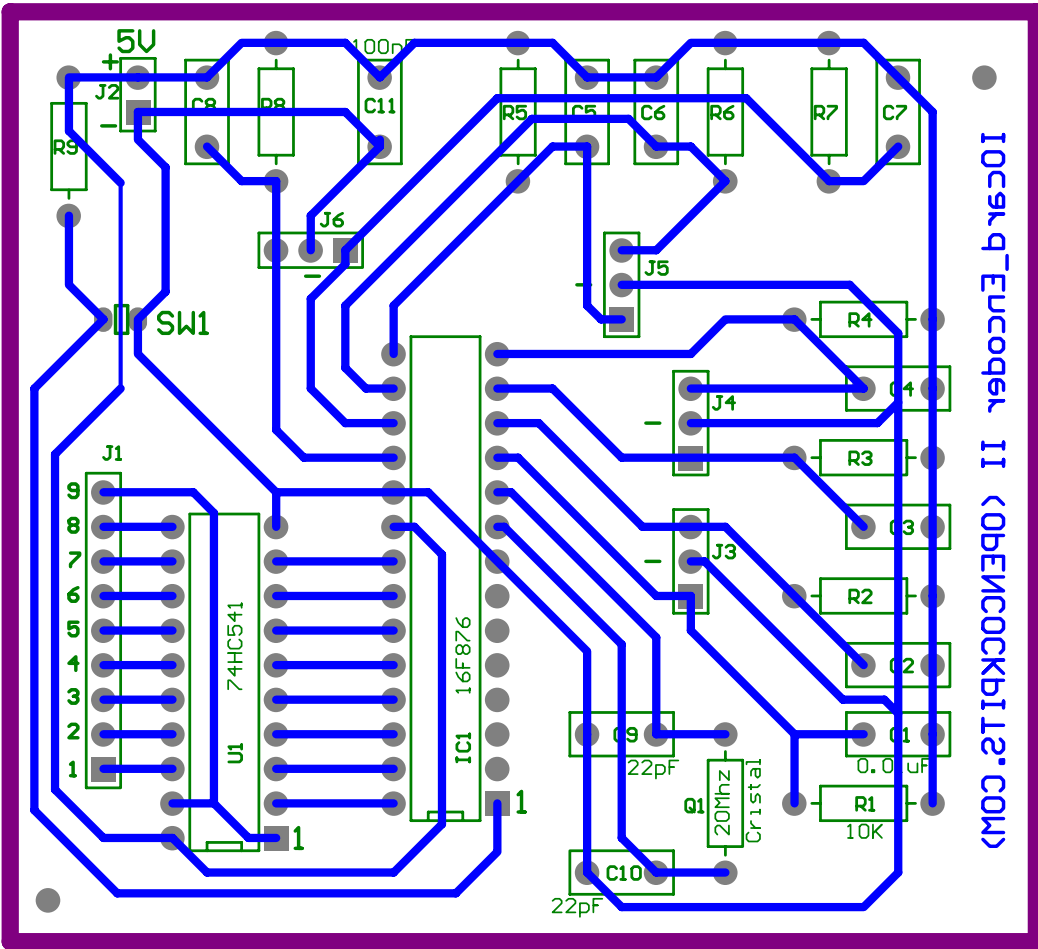 5V
+
J2
−
100pF
C8
R8
C11
R5
C5
C6
R6
R7
C7
R9
J6
−
J5
−
SW1
R4
C4
J4
−
R3
J1
9
8
7
6
5
4
3
2
1
C3
J3
−
R2
C2
74HC541
U1
1
16F876
IC1
1
C9
22pF
C1
0.01uF
Q1
20Mhz
Cristal
R1
10K
C10
22pF
IOcard_Encoder II (OPENCOCKPITS.COM)